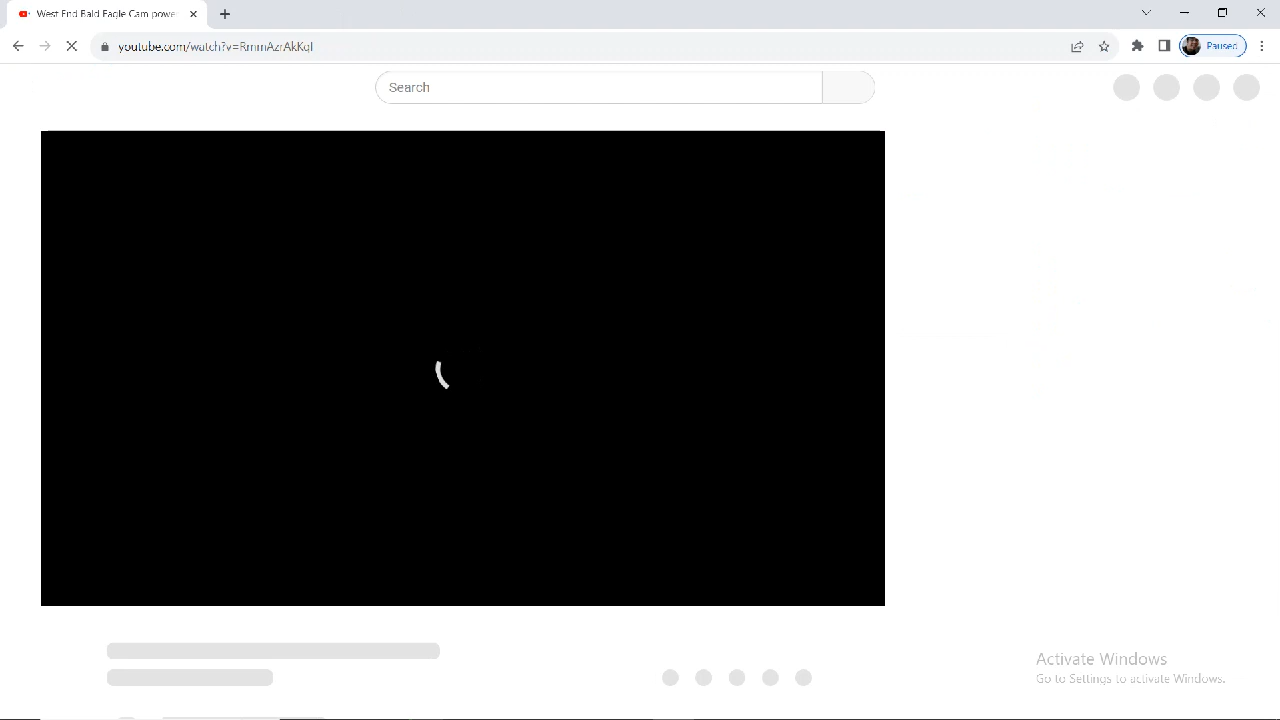 West End Bald Eagle Cam power
youtube.com/watch?v=RmmAzrAkKqI
Paused
Search
Activate Windows
Go to Settings to activate Windows.